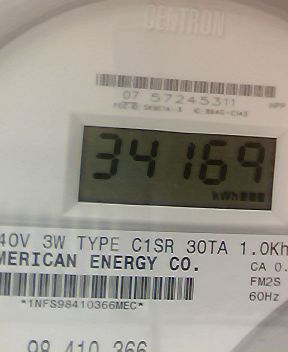 CENTRON®
07 57245311
34169
kWh
40V 3W TYPE C1SR 30TA 1.0Kh
MERICAN ENERGY CO.
CA 0.
FM2S
60Hz
*1NFS98410366MEC*
98 410 366